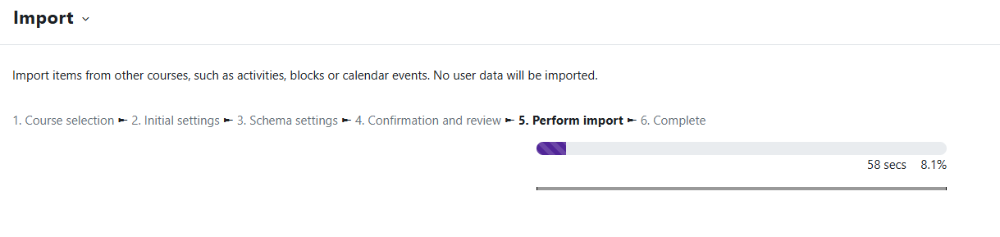 Import
Import items from other courses, such as activities, blocks or calendar events. No user data will be imported.
1. Course selection ► 2. Initial settings ► 3. Schema settings ► 4. Confirmation and review ► 5. Perform import ► 6. Complete
58 secs 8.1%